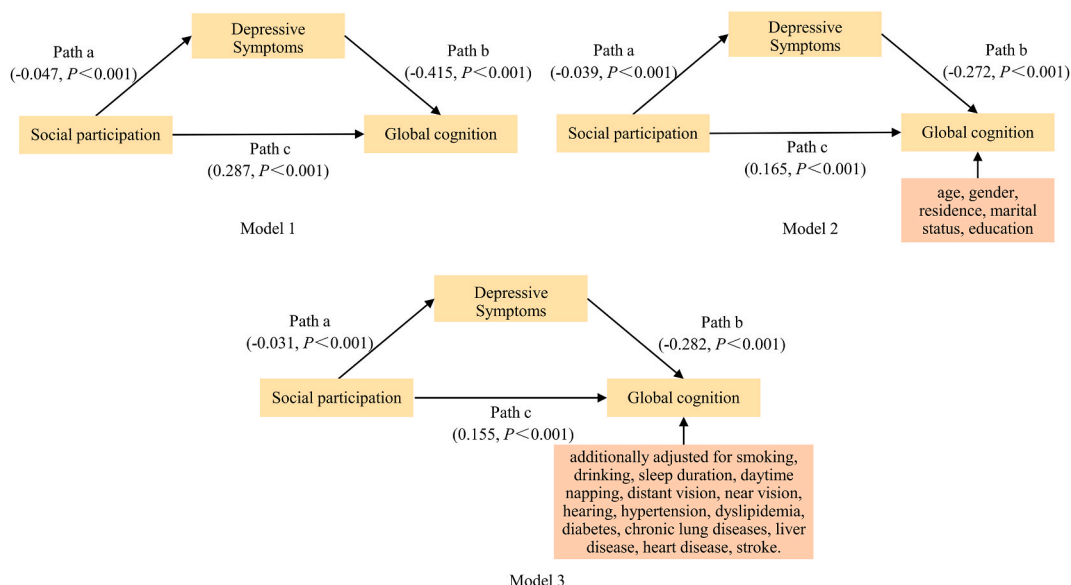 Depressive
Symptoms
Path a
(-0.047, P＜0.001)
Path b
(-0.415, P＜0.001)
Social participation
Global cognition
Path c
(0.287, P＜0.001)
Model 1
Depressive
Symptoms
Path a
(-0.039, P＜0.001)
Path b
(-0.272, P＜0.001)
Social participation
Global cognition
Path c
(0.165, P＜0.001)
age, gender,
residence, marital
status, education
Model 2
Depressive
Symptoms
Path a
(-0.031, P＜0.001)
Path b
(-0.282, P＜0.001)
Social participation
Global cognition
Path c
(0.155, P＜0.001)
additionally adjusted for smoking,
drinking, sleep duration, daytime
napping, distant vision, near vision,
hearing, hypertension, dyslipidemia,
diabetes, chronic lung diseases, liver
disease, heart disease, stroke.
Model 3